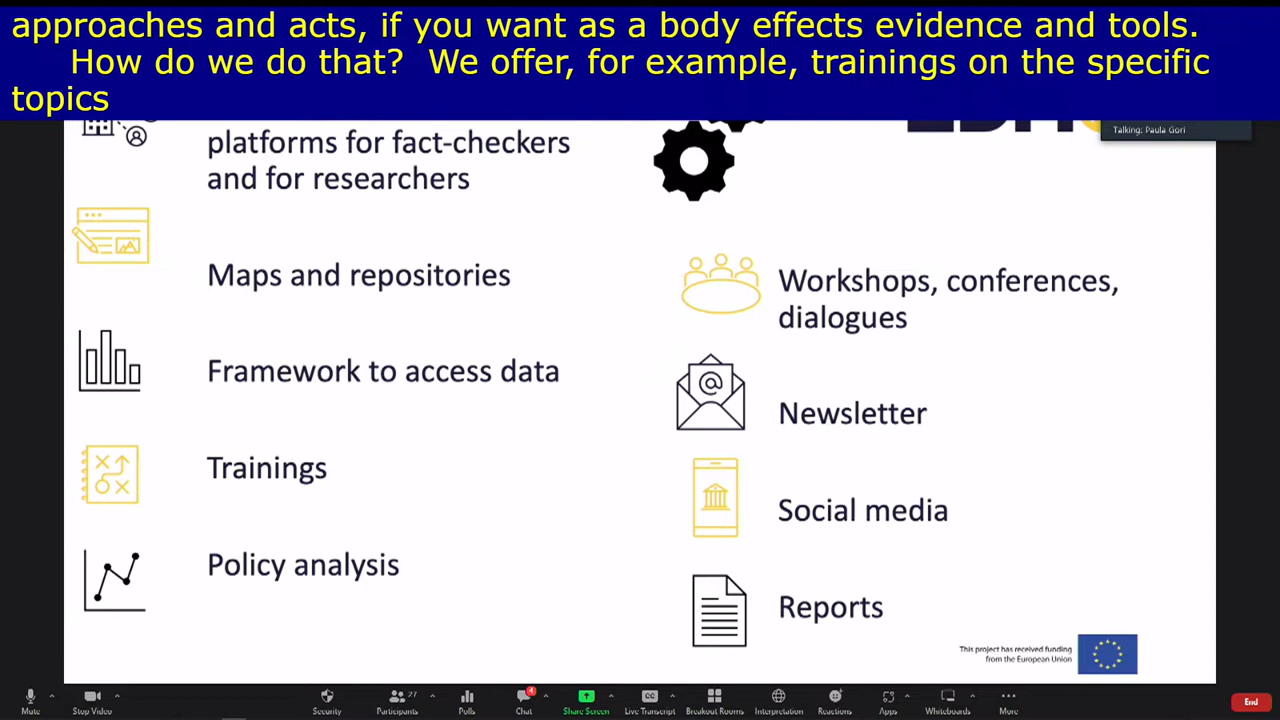 approaches and acts, if you want as a body effects evidence and tools.
How do we do that?  We offer, for example, trainings on the specific
topics
Talking: Paula Gori
platforms for fact-checkers
and for researchers
Maps and repositories
Framework to access data
Trainings
Policy analysis
Workshops, conferences,
dialogues
Newsletter
Social media
Reports
This project has received funding
from the European Union
Mute
Stop Video
Security
Participants
27
Polls
Chat
4
Share Screen
CC
Live Transcript
Breakout Rooms
Interpretation
Reactions
Apps
Whiteboards
More
End